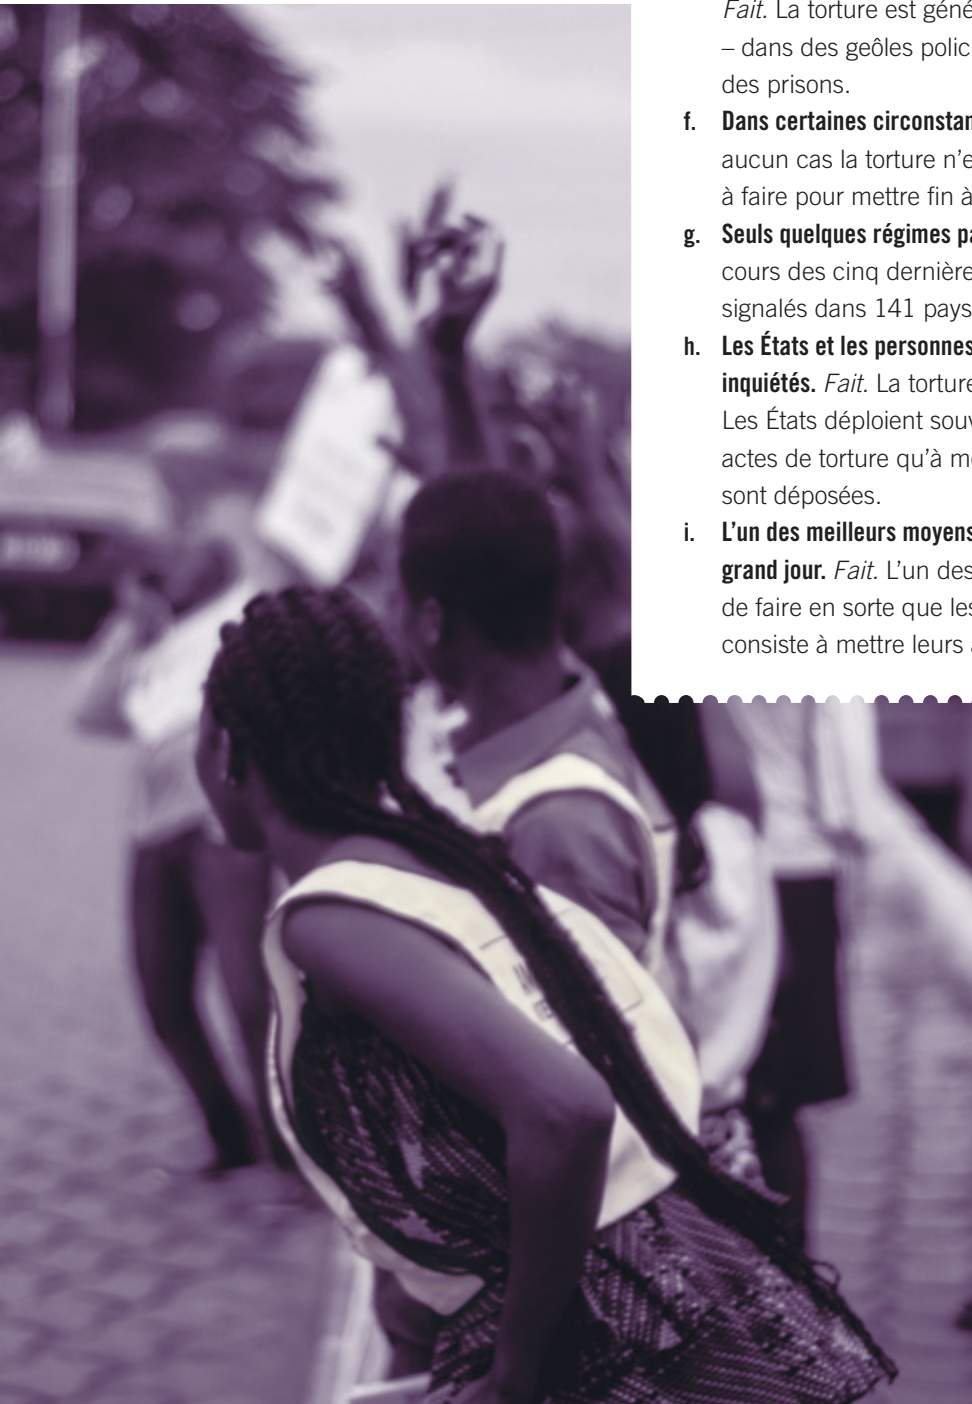 Fait. La torture est géné
– dans des geôles polic
des prisons.
f. Dans certaines circonstan
aucun cas la torture n’e
à faire pour mettre fin à
g. Seuls quelques régimes pa
cours des cinq dernière
signalés dans 141 pays
h. Les États et les personnes
inquiétés. Fait. La torture
Les États déploient souv
actes de torture qu’à mo
sont déposées.
i. L’un des meilleurs moyens
grand jour. Fait. L’un des
de faire en sorte que les
consiste à mettre leurs a